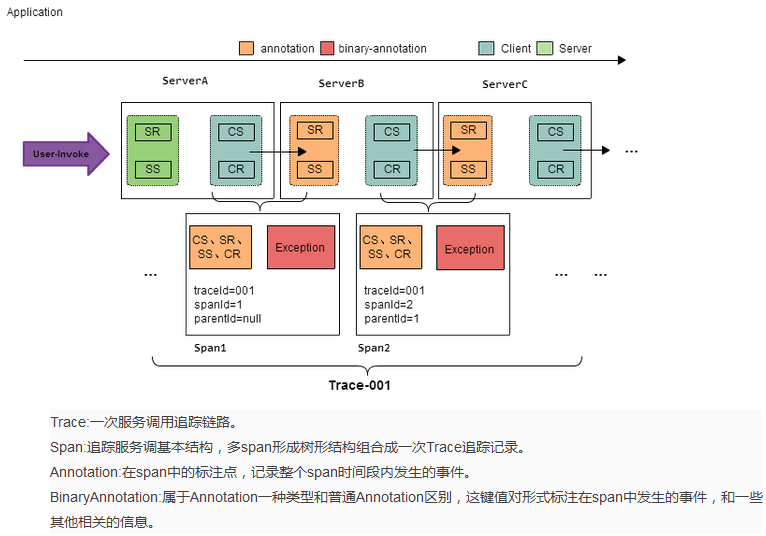 Application
annotation binary-annotation Client Server
ServerA ServerB ServerC
User-Invoke
SR CS SR CS SR CS
SS CR SS CR SS CR
...
CS、SR、
SS、CR
Exception
CS、SR、
SS、CR
Exception
... ... ...
traceId=001
spanId=1
parentId=null
traceId=001
spanId=2
parentId=1
Span1 Span2
Trace-001
Trace:一次服务调用追踪链路。
Span:追踪服务调基本结构，多span形成树形结构组合成一次Trace追踪记录。
Annotation:在span中的标注点，记录整个span时间段内发生的事件。
BinaryAnnotation:属于Annotation一种类型和普通Annotation区别，这键值对形式标注在span中发生的事件，和一些
其他相关的信息。